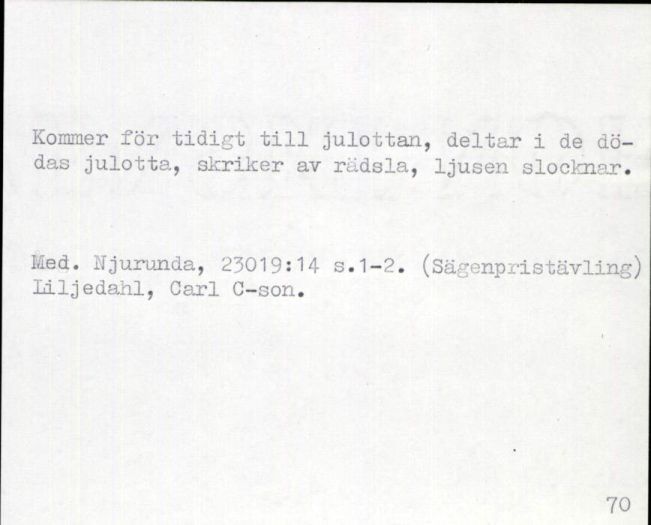 Kommer för tidigt till julottan, deltar i de dö-
das julotta, skriker av rädsla, ljusen slocknar.
Med. Njurunda, 23019:14 s.1-2. (Sägenpristävling)
Liljedahl, Carl C-son.
70